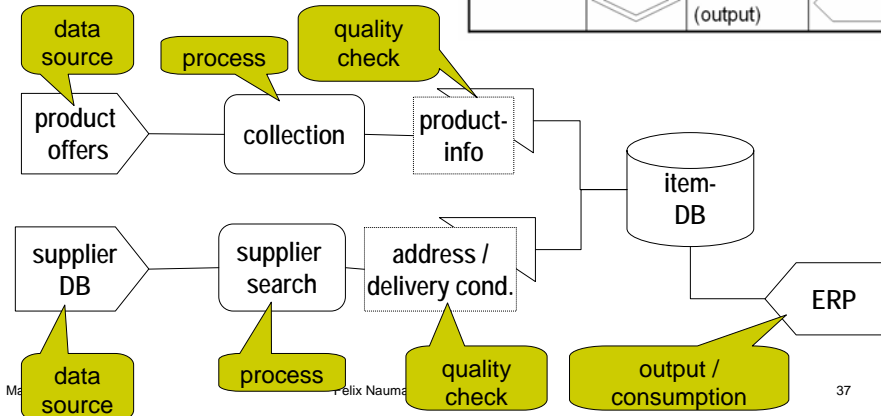 (output)
data
source
process
quality
check
product
offers
collection
product-
info
item-
DB
supplier
DB
supplier
search
address /
delivery cond.
ERP
data
source
process
quality
check
output /
consumption
Felix
37